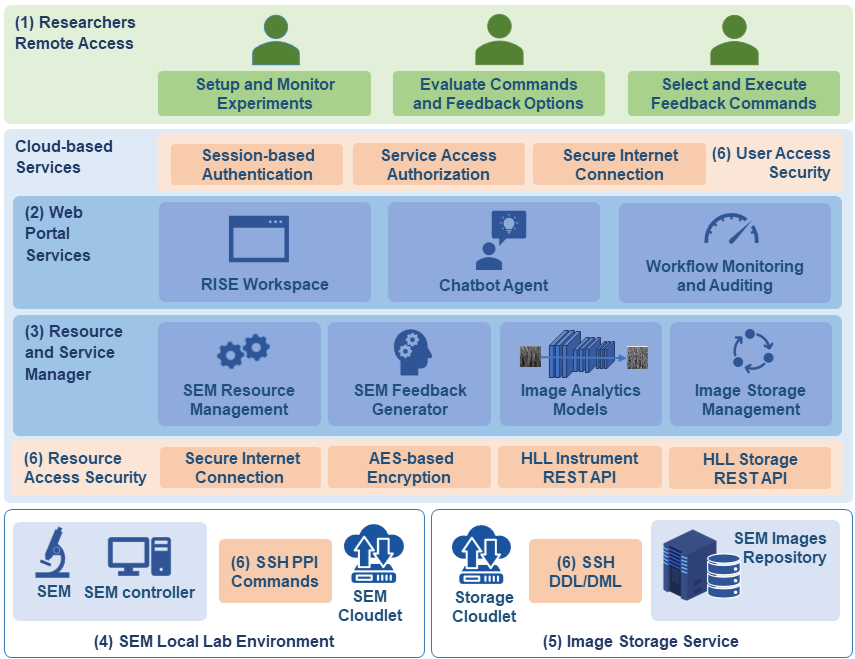 (1) Researchers
Remote Access
Setup and Monitor
Experiments
Evaluate Commands
and Feedback Options
Select and Execute
Feedback Commands
Cloud-based
Services
Session-based
Authentication
Service Access
Authorization
Secure Internet
Connection
(6) User Access
Security
(2) Web
Portal
Services
RISE Workspace
Chatbot Agent
Workflow Monitoring
and Auditing
(3) Resource
and Service
Manager
SEM Resource
Management
SEM Feedback
Generator
Image Analytics
Models
Image Storage
Management
(6) Resource
Access Security
Secure Internet
Connection
AES-based
Encryption
HLL Instrument
REST API
HLL Storage
REST API
SEM
SEM controller
(6) SSH PPI
Commands
SEM
Cloudlet
(4) SEM Local Lab Environment
Storage
Cloudlet
(6) SSH
DDL/DML
SEM Images
Repository
(5) Image Storage Service